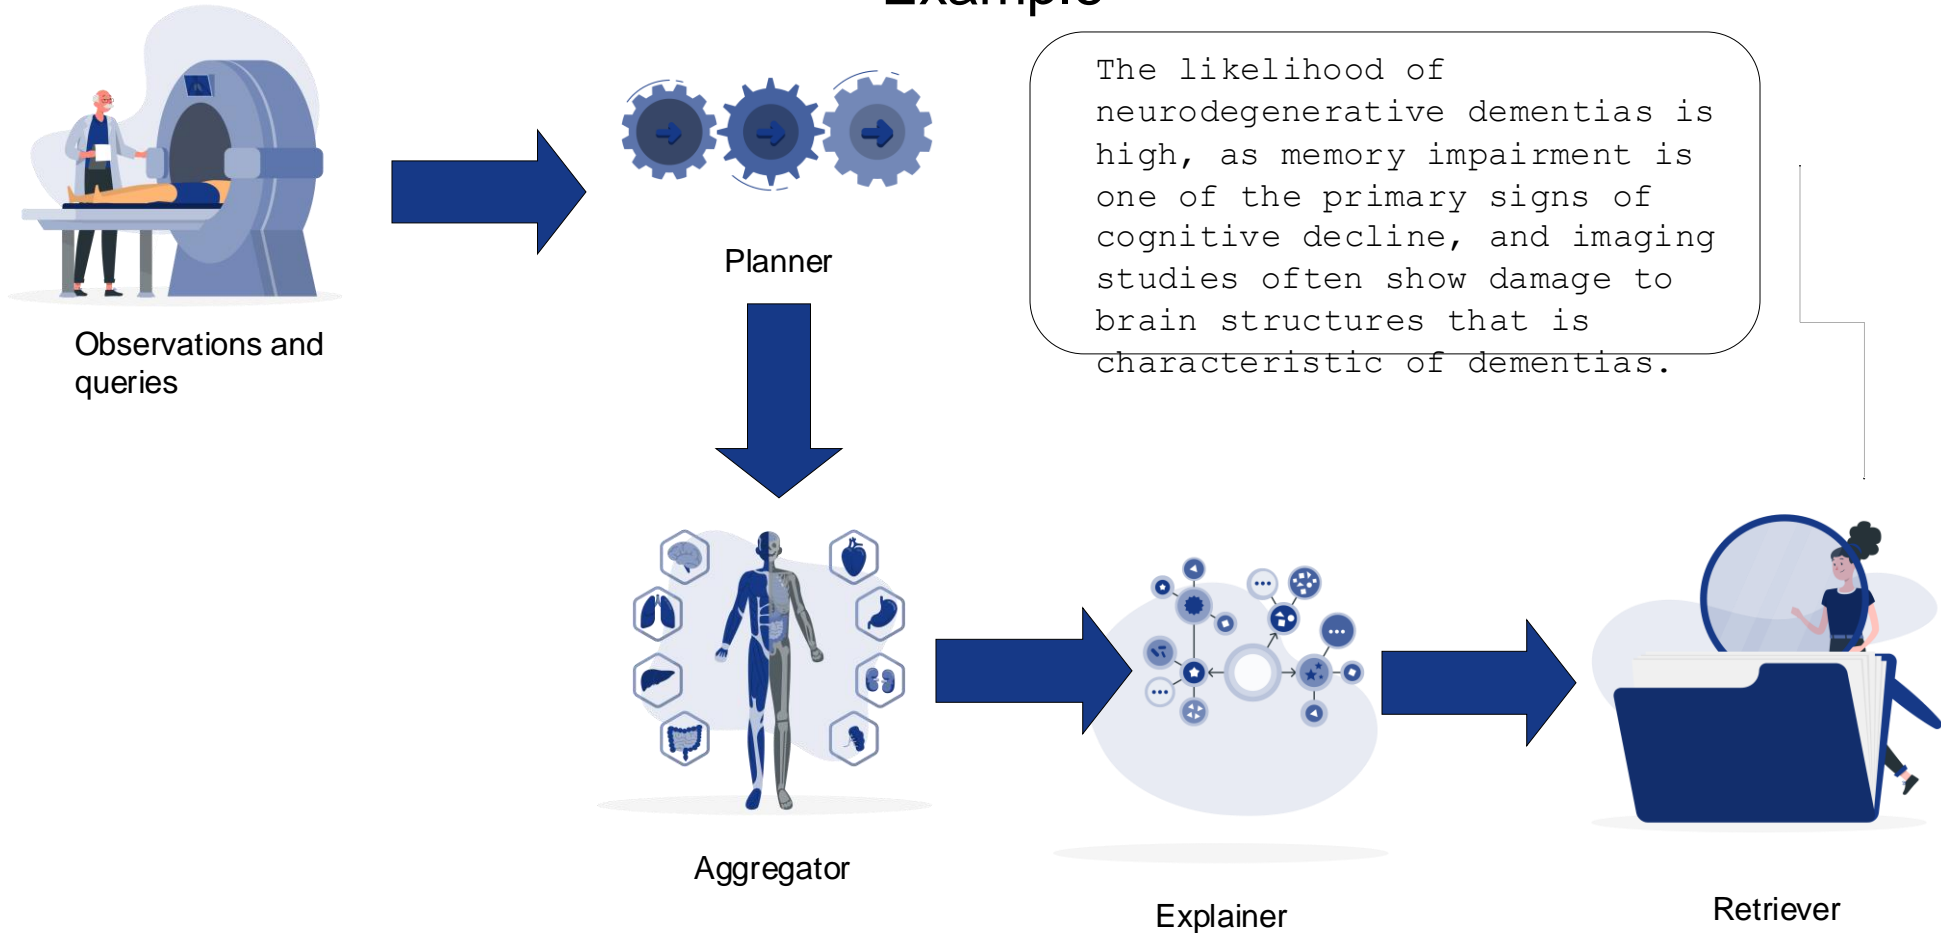 Example
The likelihood of
neurodegenerative dementias is
high, as memory impairment is
one of the primary signs of
cognitive decline, and imaging
studies often show damage to
brain structures that is
characteristic of dementias.
Planner
Observations and
queries
Aggregator
Explainer
Retriever